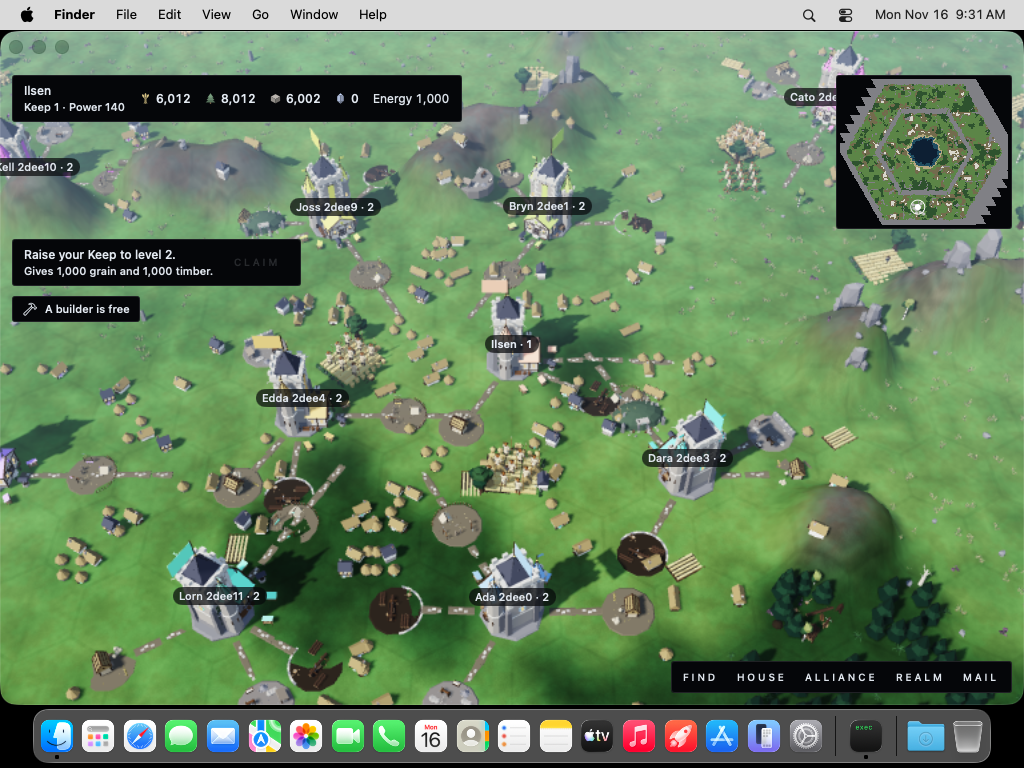 Finder File Edit View Go Window Help
Mon Nov 16 9:31 AM
Ilsen
Keep 1 · Power 140
6,012 8,012 6,002 0 Energy 1,000
Cato 2de
Kell 2dee10 · 2
Joss 2dee9 · 2
Bryn 2dee1 · 2
Raise your Keep to level 2.
Gives 1,000 grain and 1,000 timber.
CLAIM
A builder is free
Ilsen · 1
Edda 2dee4 · 2
Dara 2dee3 · 2
Lorn 2dee11 · 2
Ada 2dee0 · 2
FIND HOUSE ALLIANCE REALM MAIL
Mon
16
tv
exec